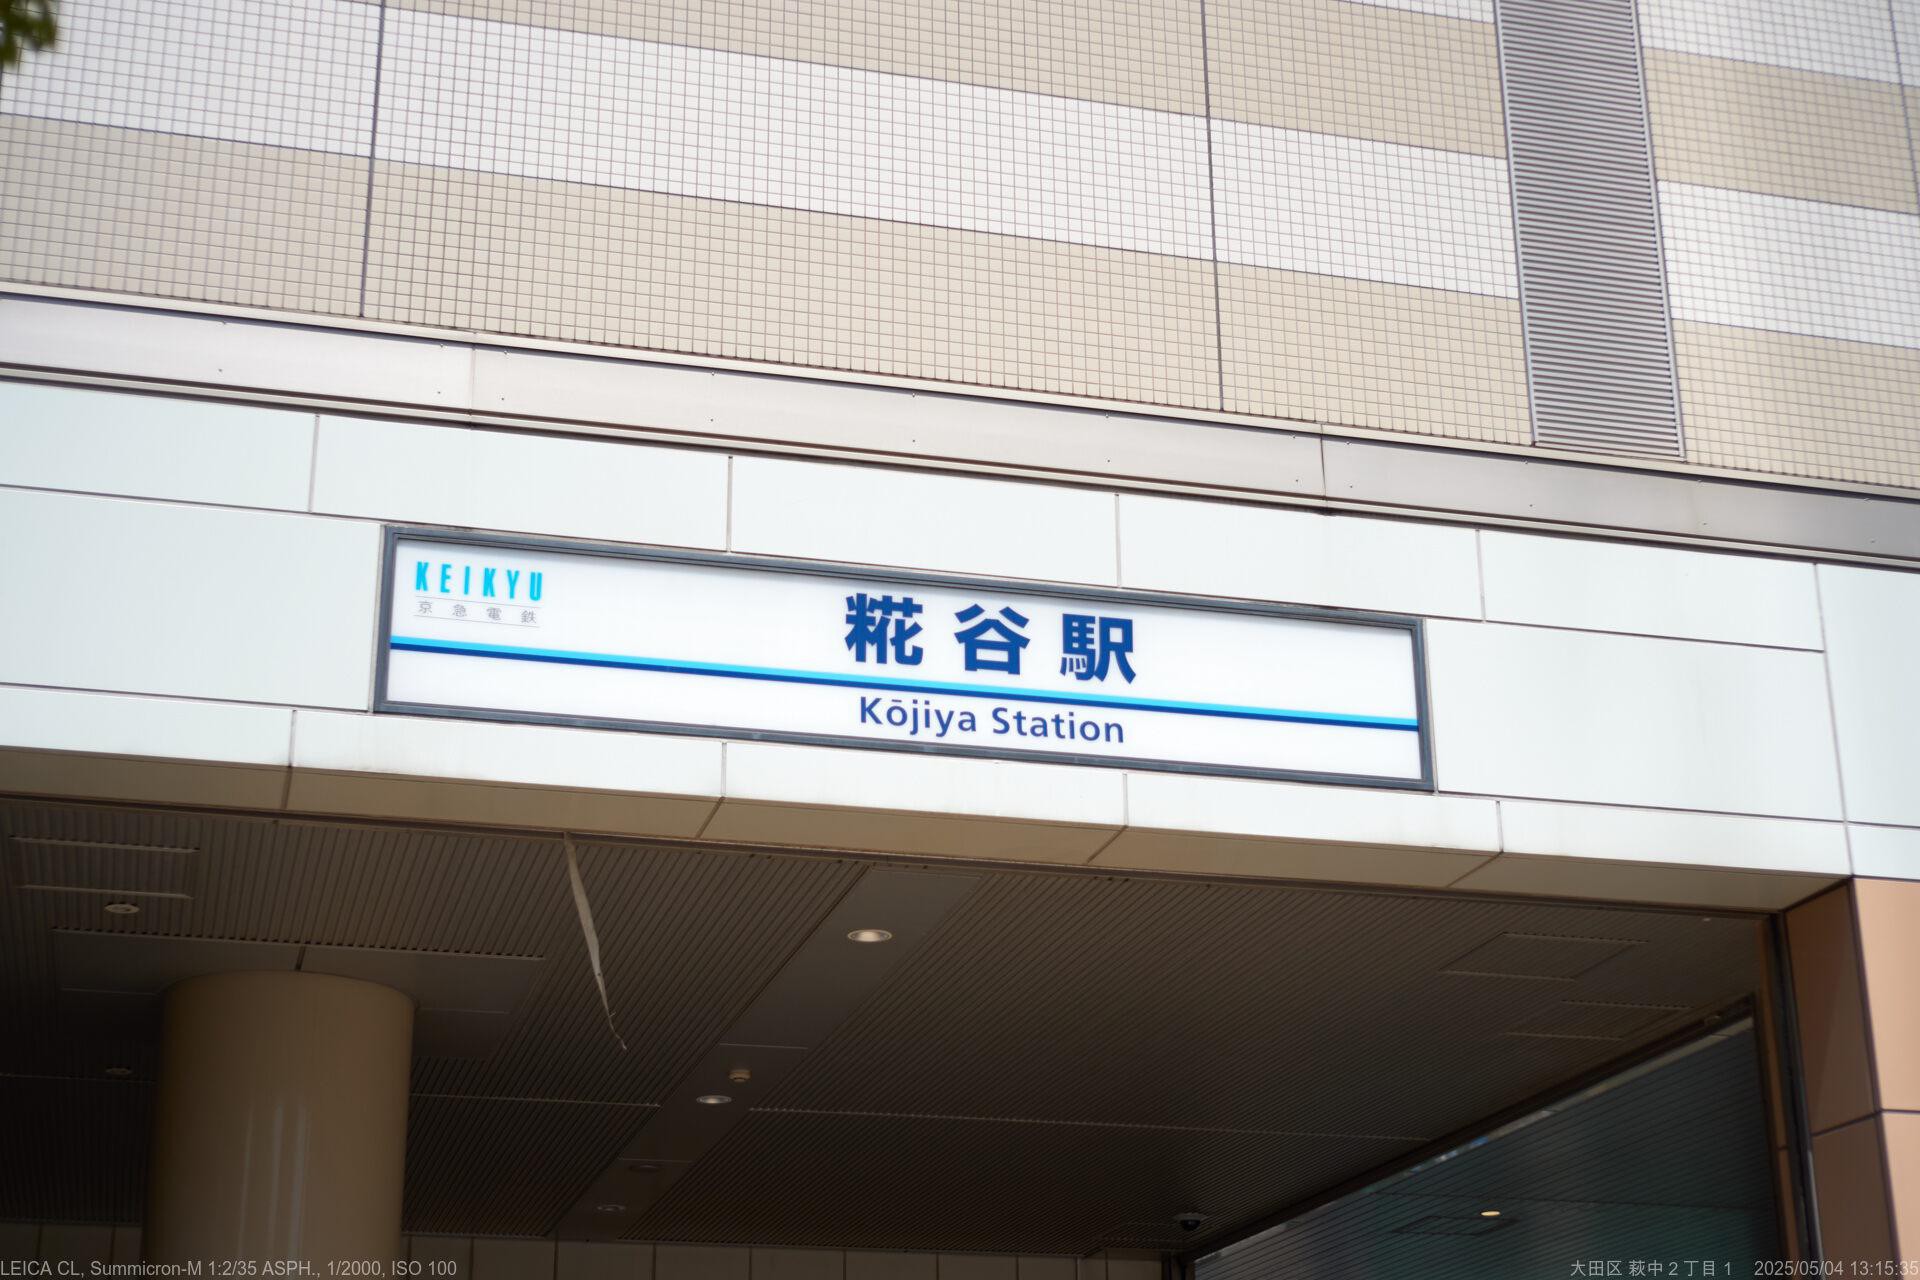 KEIKYU
京急電鉄
糀谷駅
Kōjiya Station
LEICA CL, Summicron-M 1:2/35 ASPH., 1/2000, ISO 100
大田区 萩中２丁目１ 2025/05/04 13:15:35